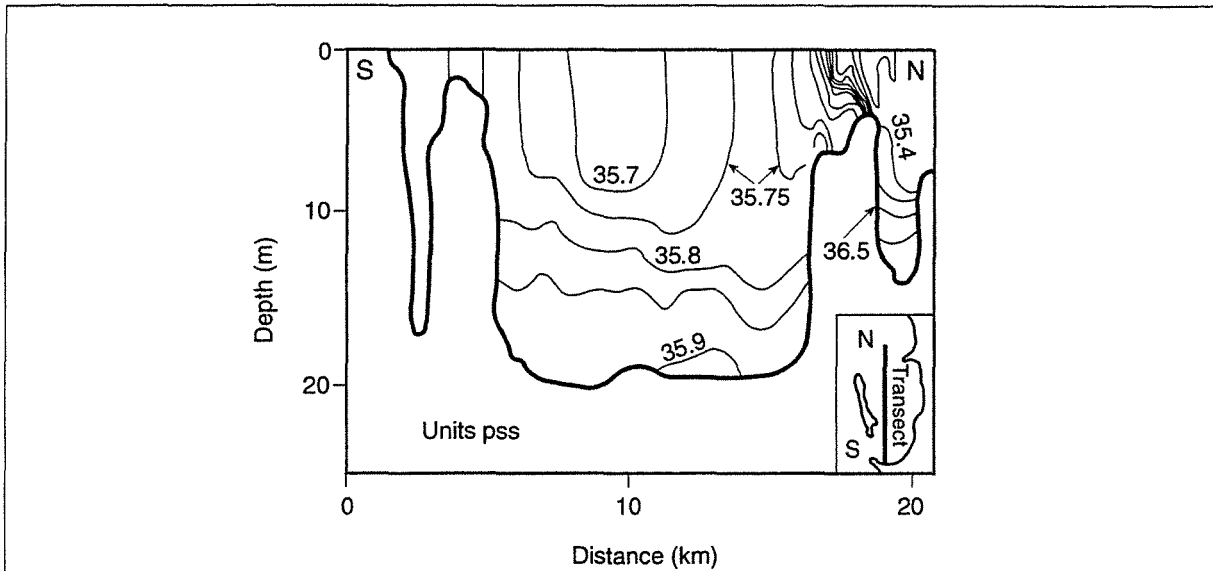 0
S
N
35.4
35.7
35.75
10
36.5
35.8
Depth (m)
35.9
20
N
Transect
S
Units pss
0
10
20
Distance (km)